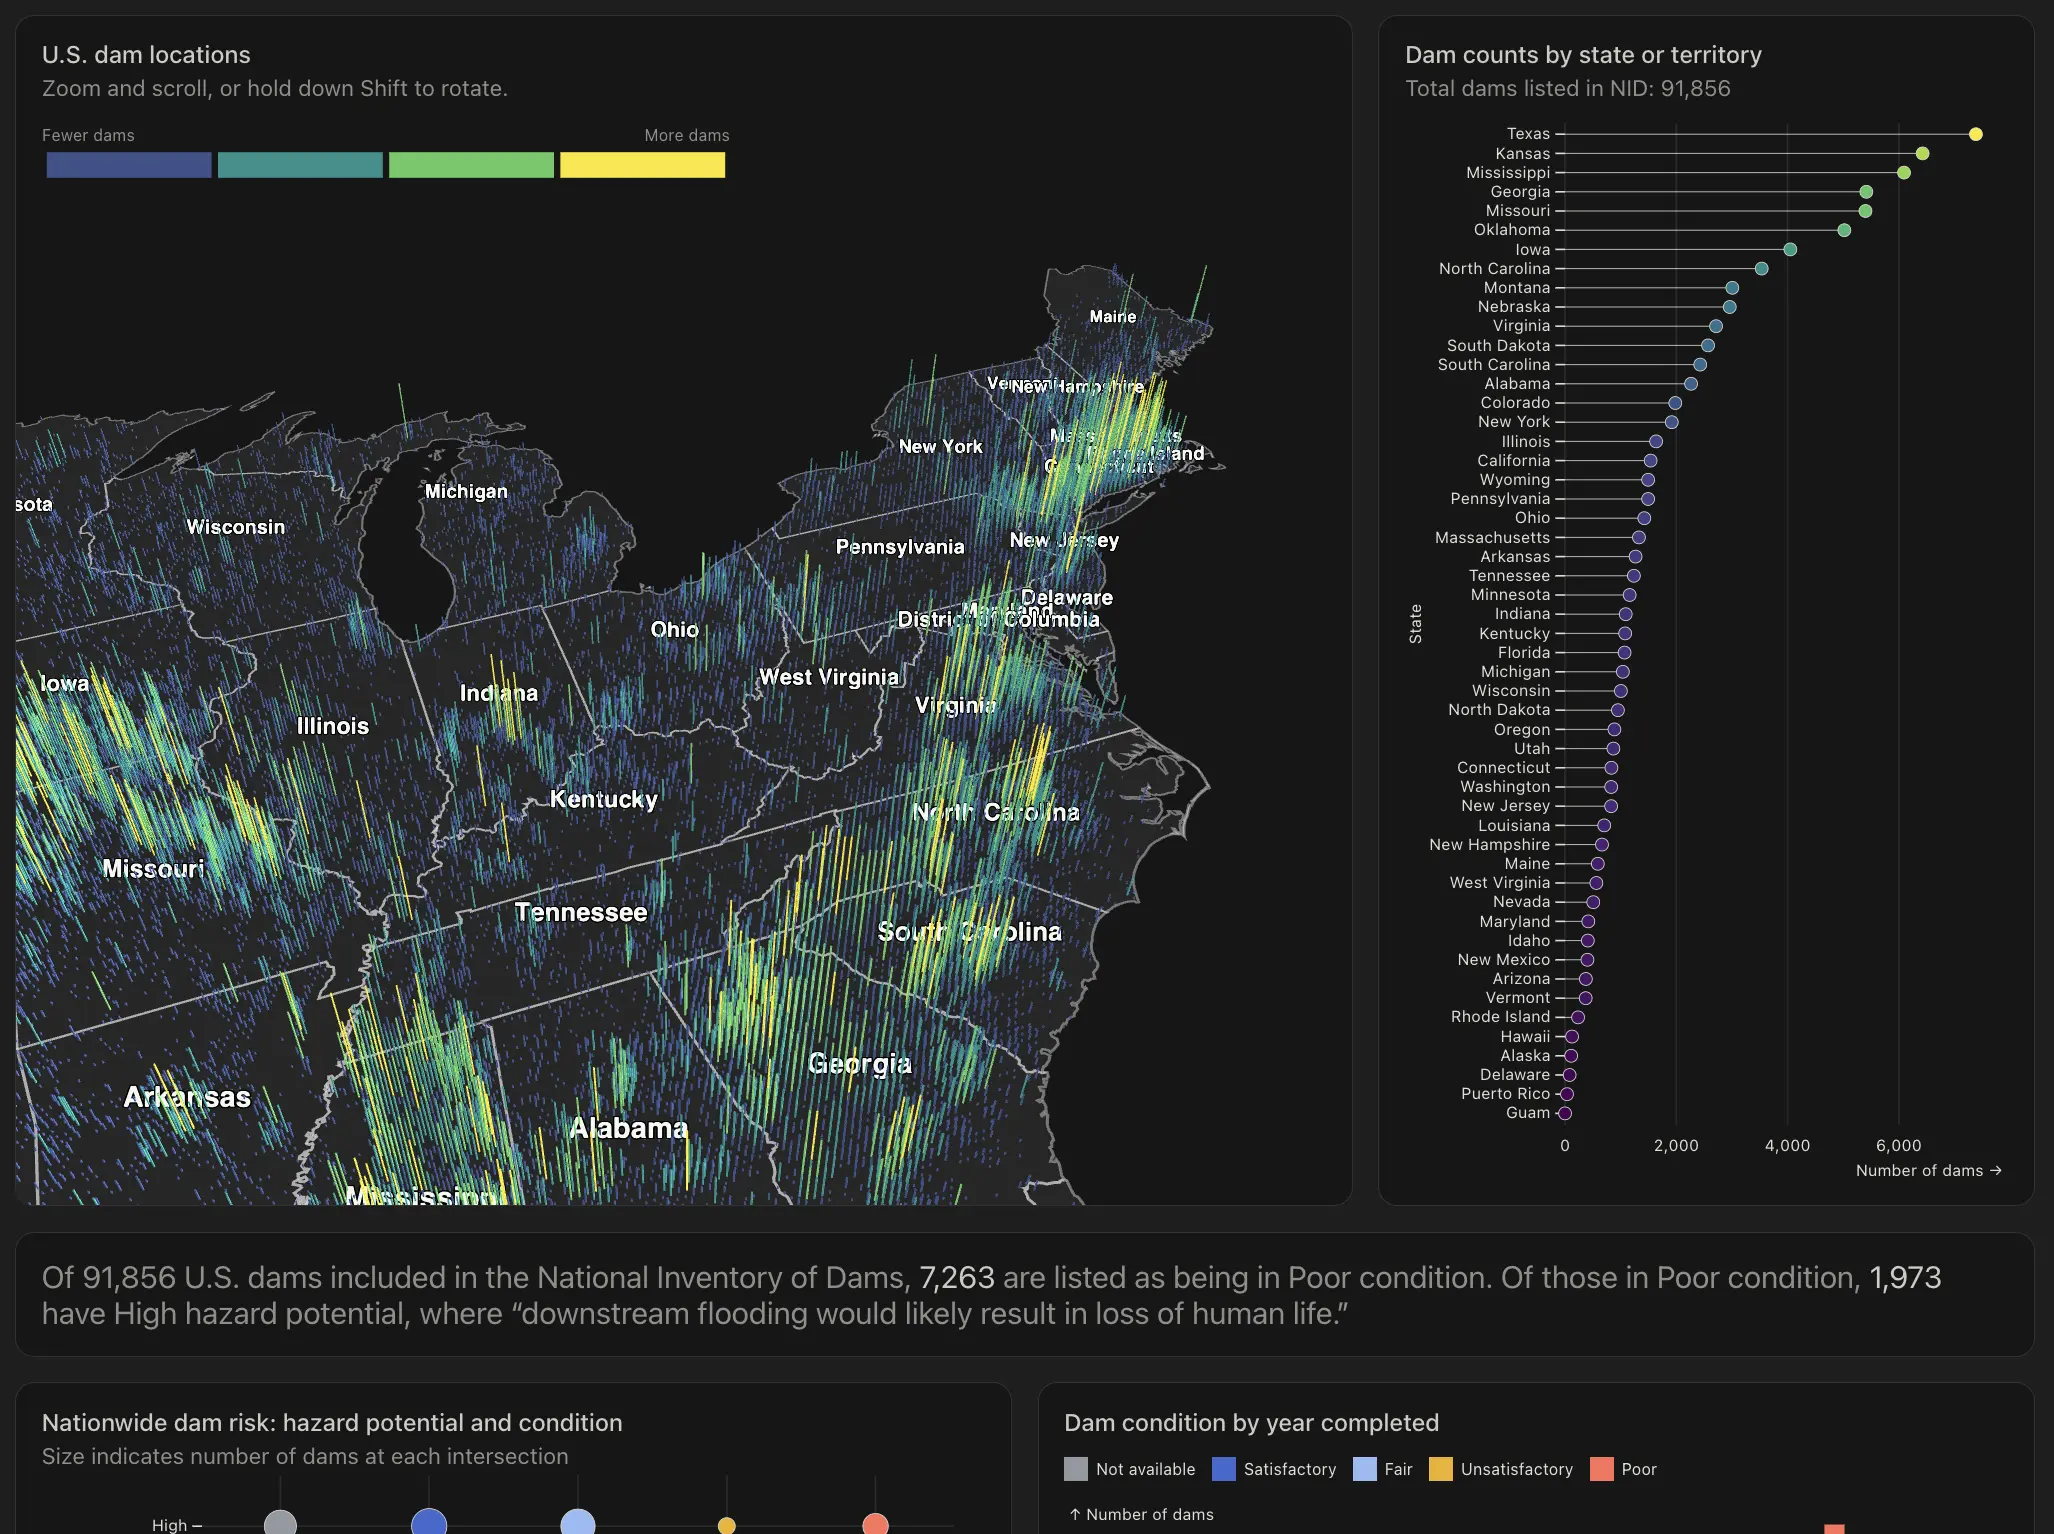 U.S. dam locations
Zoom and scroll, or hold down Shift to rotate.
Fewer dams
More dams
Maine
Vermont
New Hampshire
Massachusetts
Rhode Island
Connecticut
New York
Michigan
sota
Wisconsin
Pennsylvania
New Jersey
Delaware
Maryland
District of Columbia
Ohio
West Virginia
Iowa
Indiana
Virginia
Illinois
Kentucky
North Carolina
Missouri
Tennessee
South Carolina
Georgia
Arkansas
Alabama
Mississippi
Dam counts by state or territory
Total dams listed in NID: 91,856
State
Texas
Kansas
Mississippi
Georgia
Missouri
Oklahoma
Iowa
North Carolina
Montana
Nebraska
Virginia
South Dakota
South Carolina
Alabama
Colorado
New York
Illinois
California
Wyoming
Pennsylvania
Ohio
Massachusetts
Arkansas
Tennessee
Minnesota
Indiana
Kentucky
Florida
Michigan
Wisconsin
North Dakota
Oregon
Utah
Connecticut
Washington
New Jersey
Louisiana
New Hampshire
Maine
West Virginia
Nevada
Maryland
Idaho
New Mexico
Arizona
Vermont
Rhode Island
Hawaii
Alaska
Delaware
Puerto Rico
Guam
0 2,000 4,000 6,000
Number of dams →
Of 91,856 U.S. dams included in the National Inventory of Dams, 7,263 are listed as being in Poor condition. Of those in Poor condition, 1,973
have High hazard potential, where “downstream flooding would likely result in loss of human life.”
Nationwide dam risk: hazard potential and condition
Size indicates number of dams at each intersection
High
Dam condition by year completed
Not available Satisfactory Fair Unsatisfactory Poor
↑ Number of dams